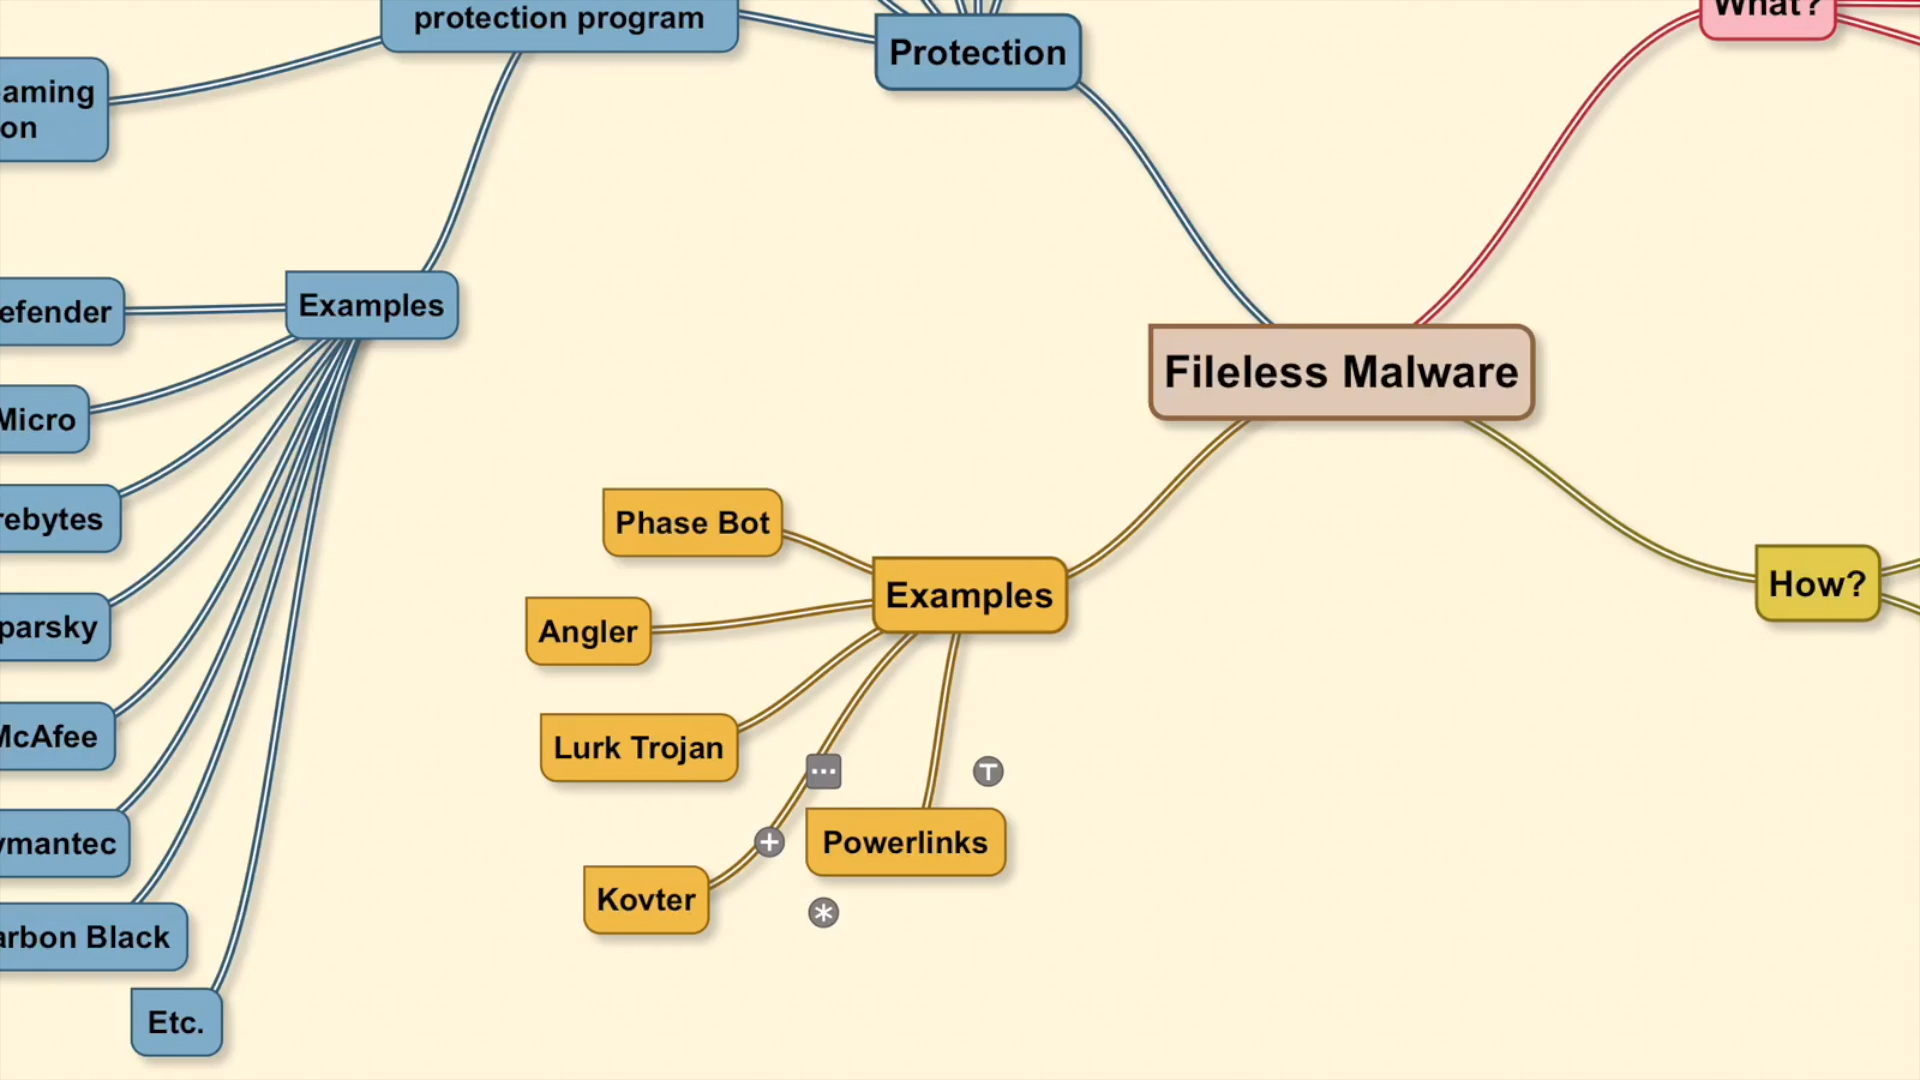 protection program
Protection
What?
aming
on
Examples
efender
Micro
rebytes
parsky
McAfee
ymantec
arbon Black
Etc.
Fileless Malware
Phase Bot
Examples
Angler
Lurk Trojan
Powerlinks
Kovter
How?